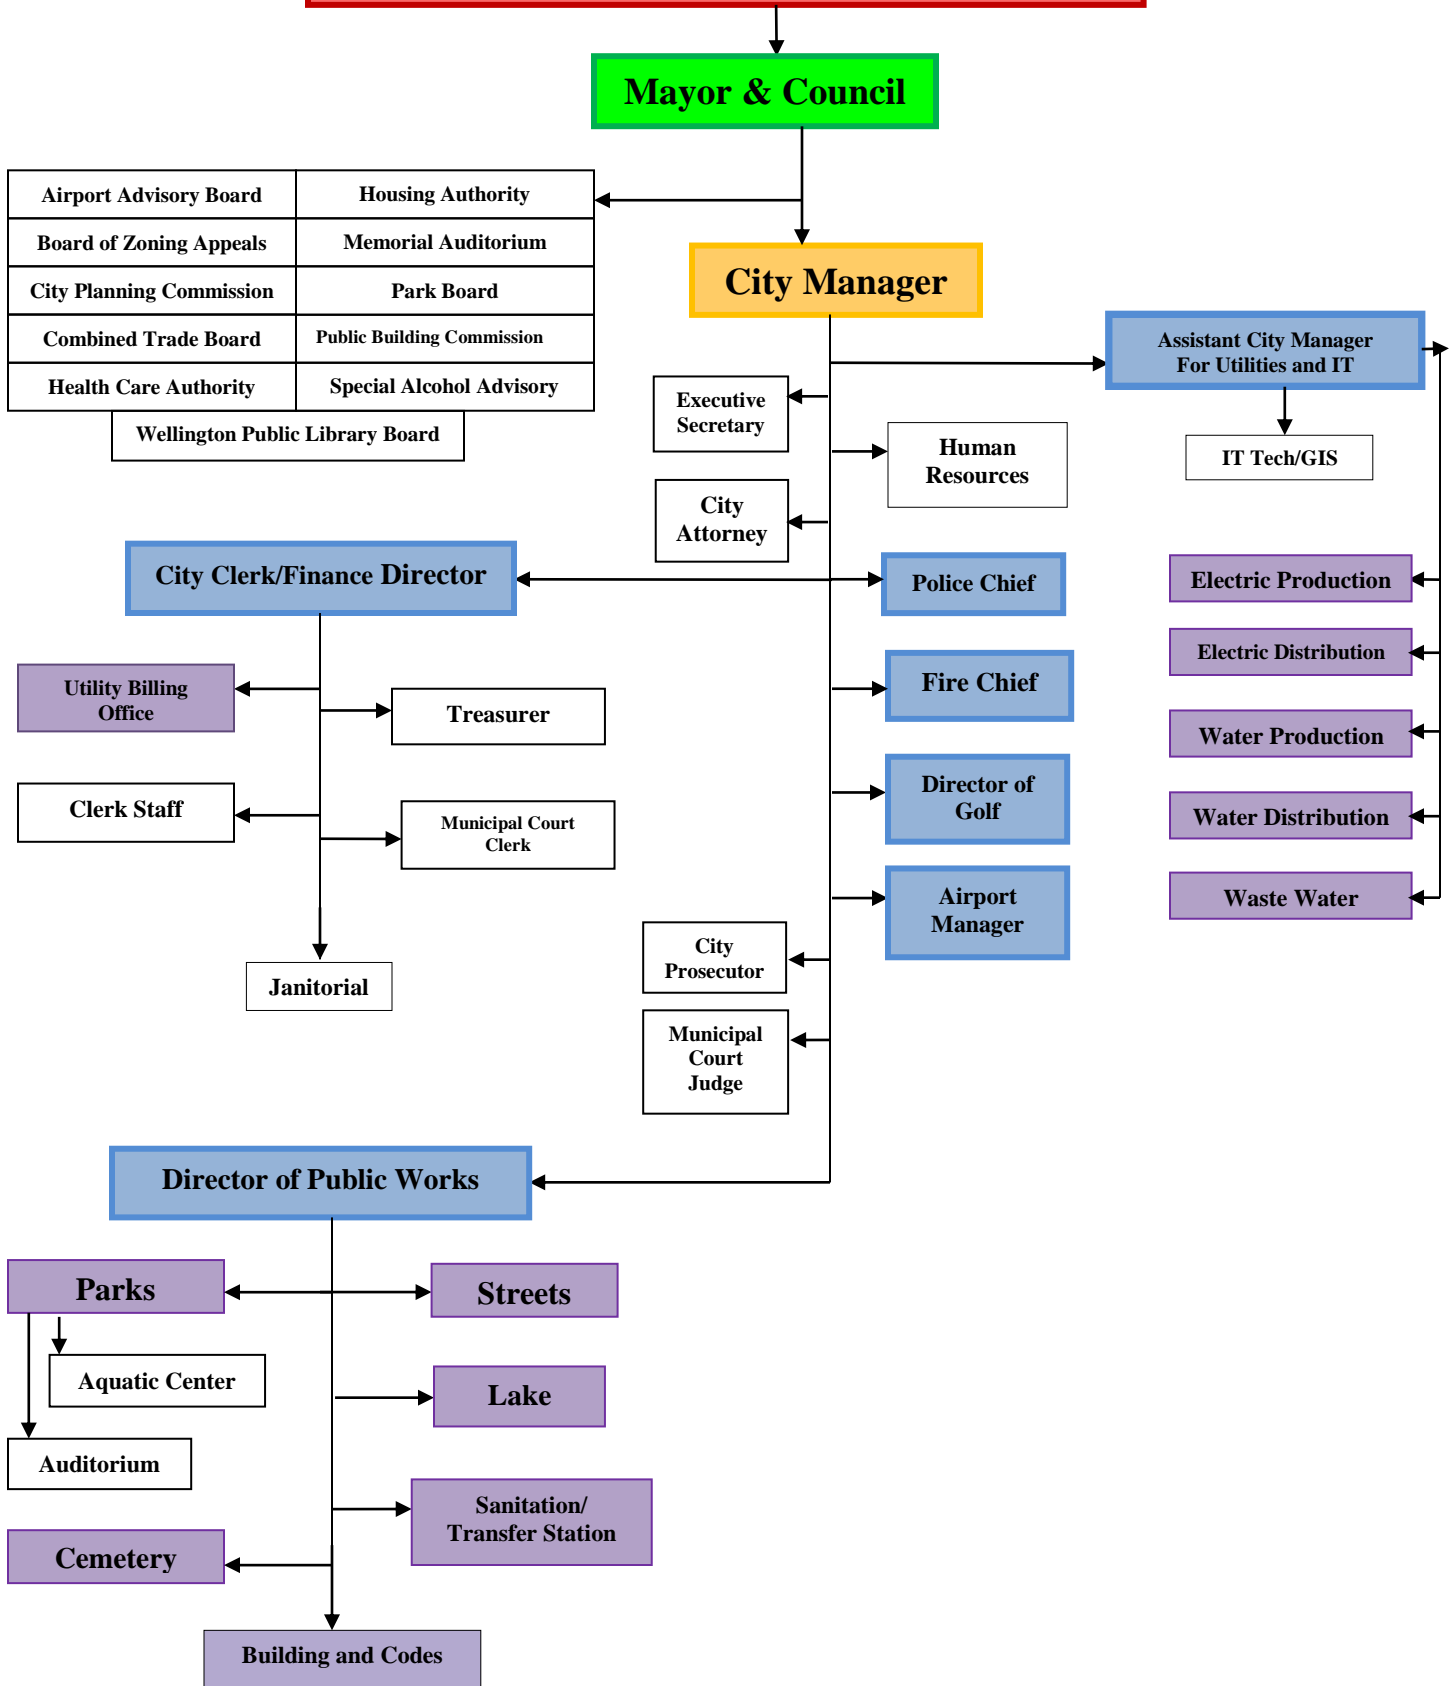 Mayor & Council
Airport Advisory Board
Housing Authority
Board of Zoning Appeals
Memorial Auditorium
City Planning Commission
Park Board
Combined Trade Board
Public Building Commission
Health Care Authority
Special Alcohol Advisory
Wellington Public Library Board
City Manager
Assistant City Manager
For Utilities and IT
Executive
Secretary
Human
Resources
IT Tech/GIS
City
Attorney
City Clerk/Finance Director
Police Chief
Electric Production
Electric Distribution
Utility Billing
Office
Treasurer
Fire Chief
Water Production
Clerk Staff
Municipal Court
Clerk
Director of
Golf
Water Distribution
Airport
Manager
Waste Water
City
Prosecutor
Janitorial
Municipal
Court
Judge
Director of Public Works
Parks
Streets
Aquatic Center
Lake
Auditorium
Sanitation/
Transfer Station
Cemetery
Building and Codes